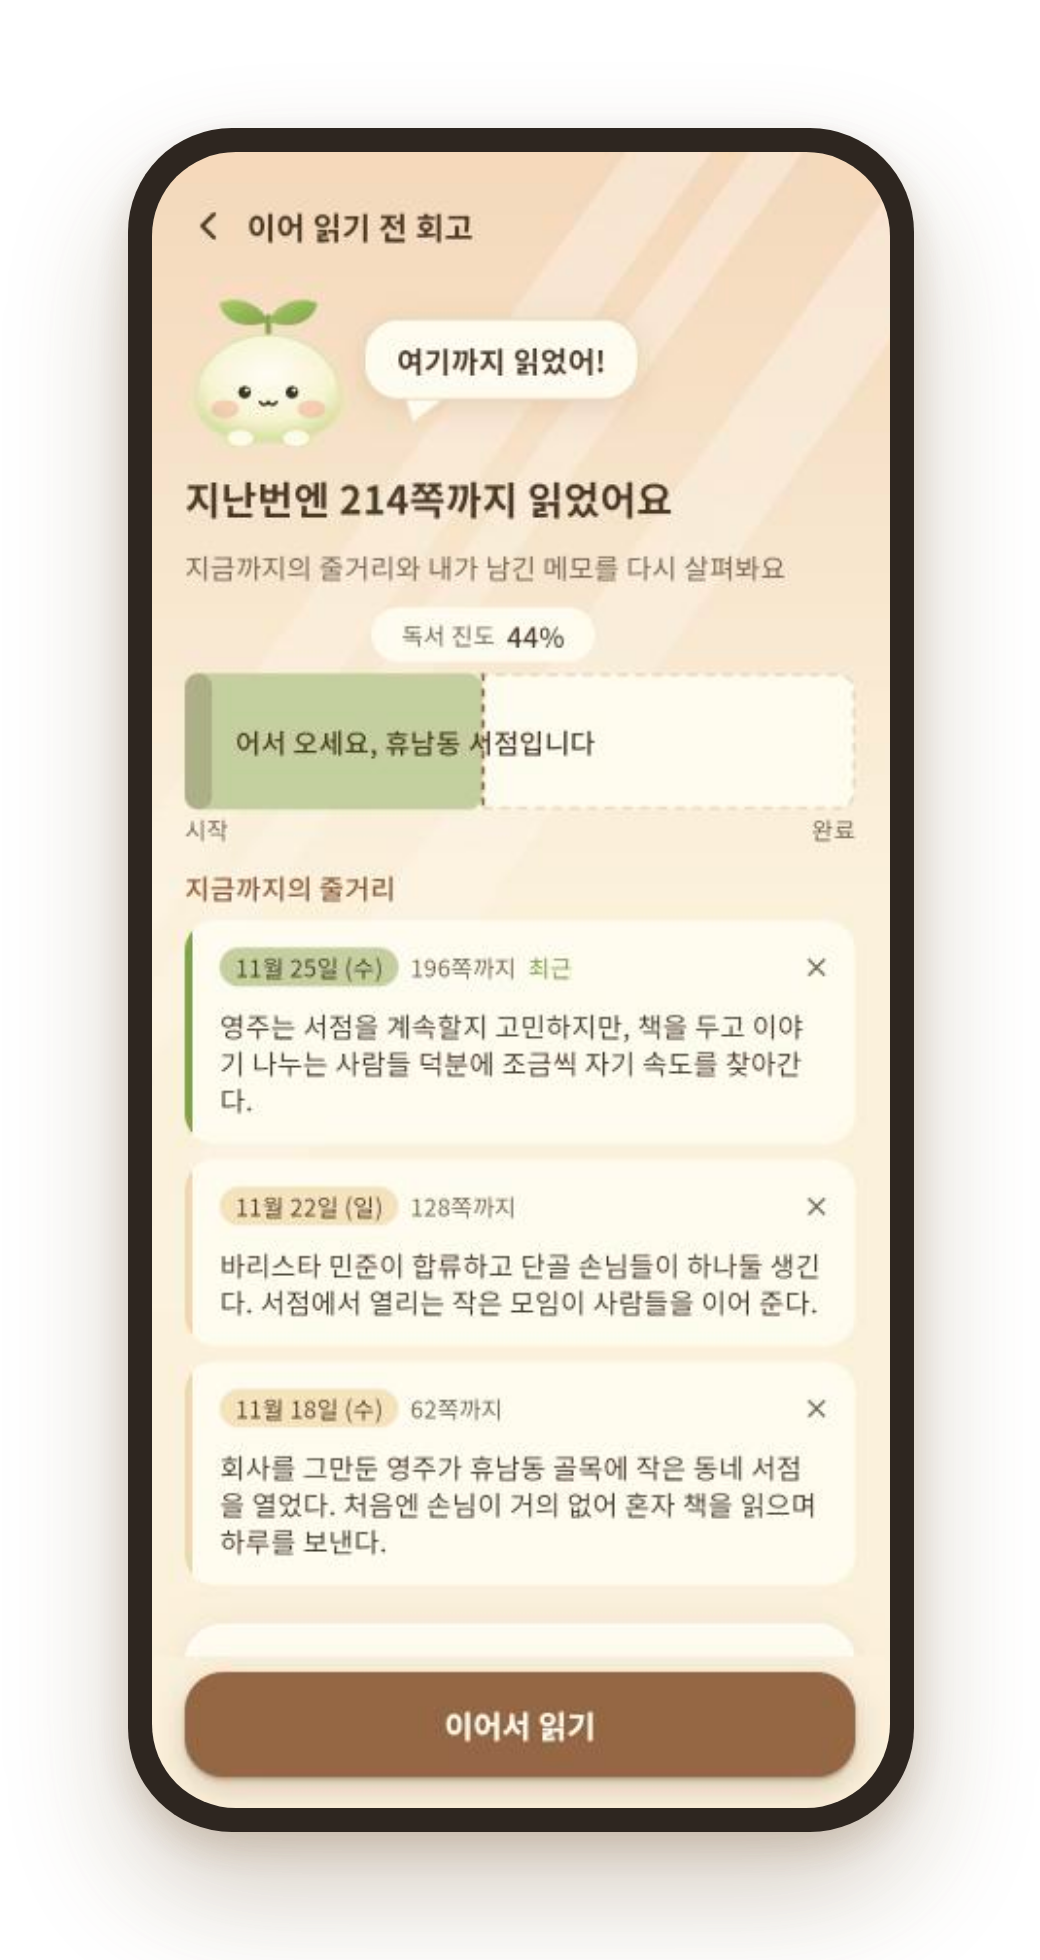 이어 읽기 전 회고
여기까지 읽었어!
지난번엔 214쪽까지 읽었어요
지금까지의 줄거리와 내가 남긴 메모를 다시 살펴봐요
독서 진도 44%
어서 오세요, 휴남동 서점입니다
시작
완료
지금까지의 줄거리
11월 25일 (수) 196쪽까지 최근
영주는 서점을 계속할지 고민하지만, 책을 두고 이야
기 나누는 사람들 덕분에 조금씩 자기 속도를 찾아간
다.
11월 22일 (일) 128쪽까지
바리스타 민준이 합류하고 단골 손님들이 하나둘 생긴
다. 서점에서 열리는 작은 모임이 사람들을 이어 준다.
11월 18일 (수) 62쪽까지
회사를 그만둔 영주가 휴남동 골목에 작은 동네 서점
을 열었다. 처음엔 손님이 거의 없어 혼자 책을 읽으며
하루를 보낸다.
이어서 읽기